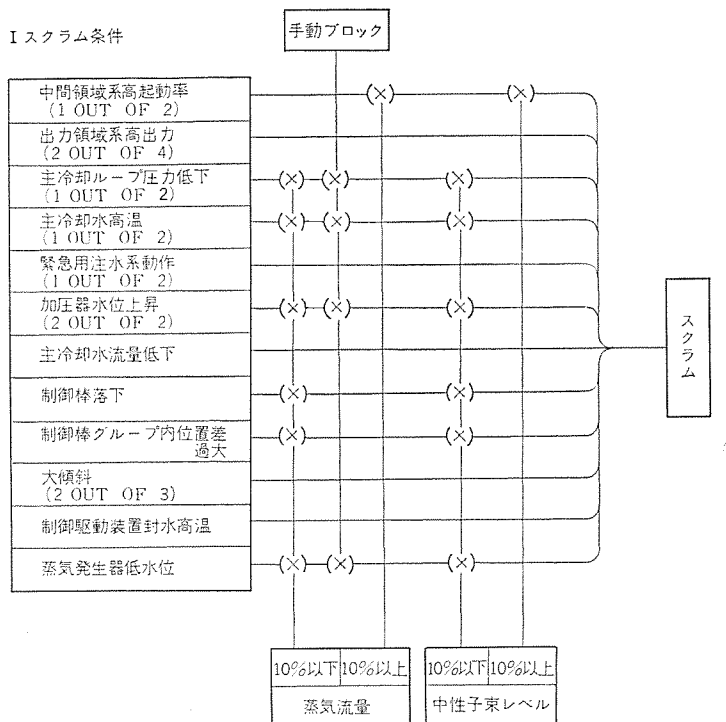 手動ブロック
I スクラム条件
中間領域系高起動率
(1 OUT OF 2)
出力領域系高出力
(2 OUT OF 4)
主冷却ループ圧力低下
(1 OUT OF 2)
主冷却水高温
(1 OUT OF 2)
緊急用注水系動作
(1 OUT OF 2)
加圧器水位上昇
(2 OUT OF 2)
主冷却水流量低下
制御棒落下
制御棒グループ内位置差
過大
大傾斜
(2 OUT OF 3)
制御駆動装置封水高温
蒸気発生器低水位
(×) (×)
(×) (×) (×)
(×) (×) (×)
(×) (×) (×)
(×) (×)
(×) (×)
(×) (×) (×)
スクラム
10%以下 10%以上
蒸気流量
10%以下 10%以上
中性子束レベル